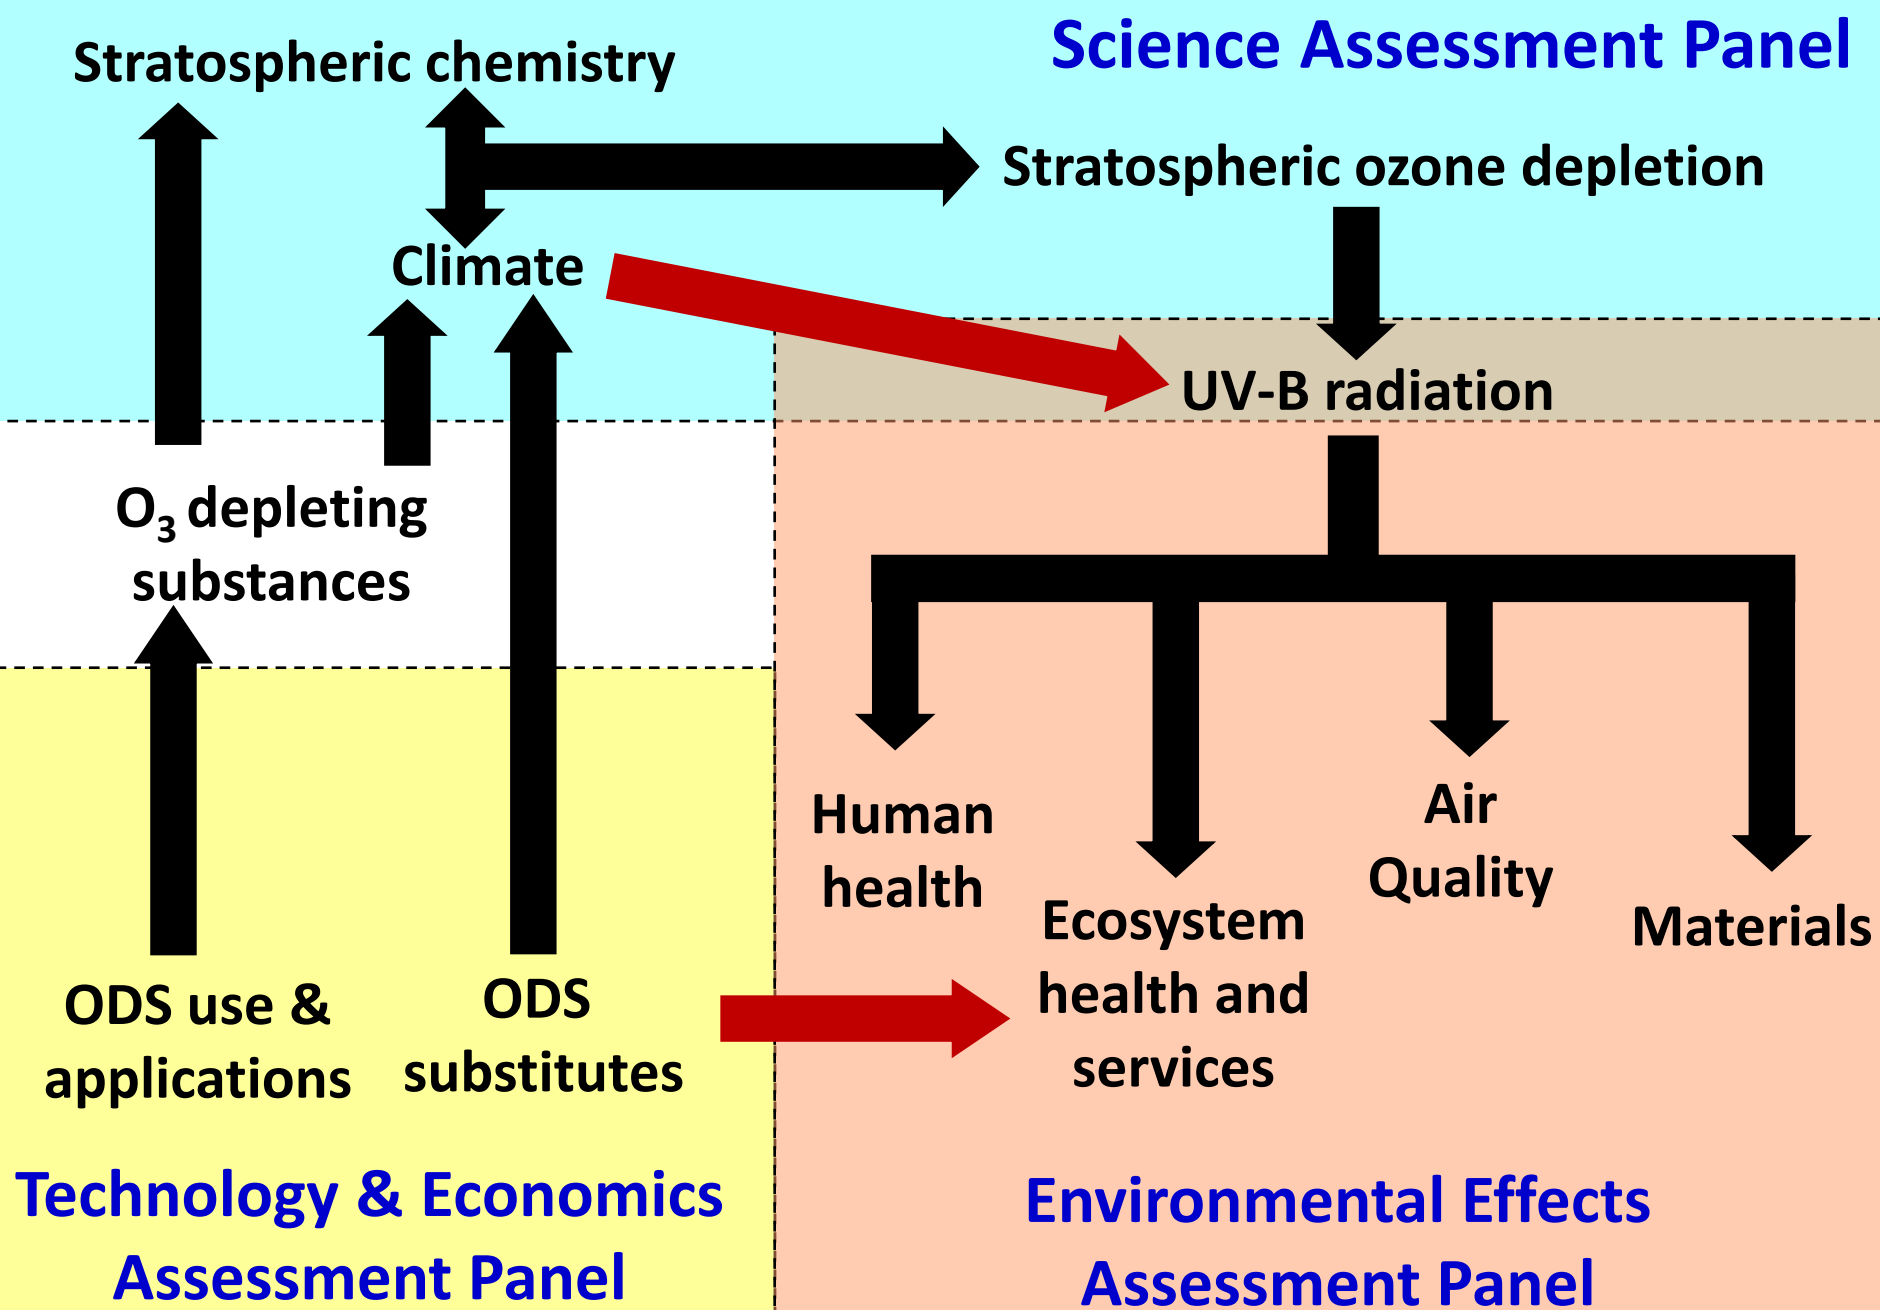 Science Assessment Panel
Stratospheric chemistry
Stratospheric ozone depletion
Climate
UV-B radiation
O₃ depleting
substances
Human
health
Ecosystem
health and
services
Air
Quality
Materials
ODS use &
applications
ODS
substitutes
Technology & Economics
Assessment Panel
Environmental Effects
Assessment Panel